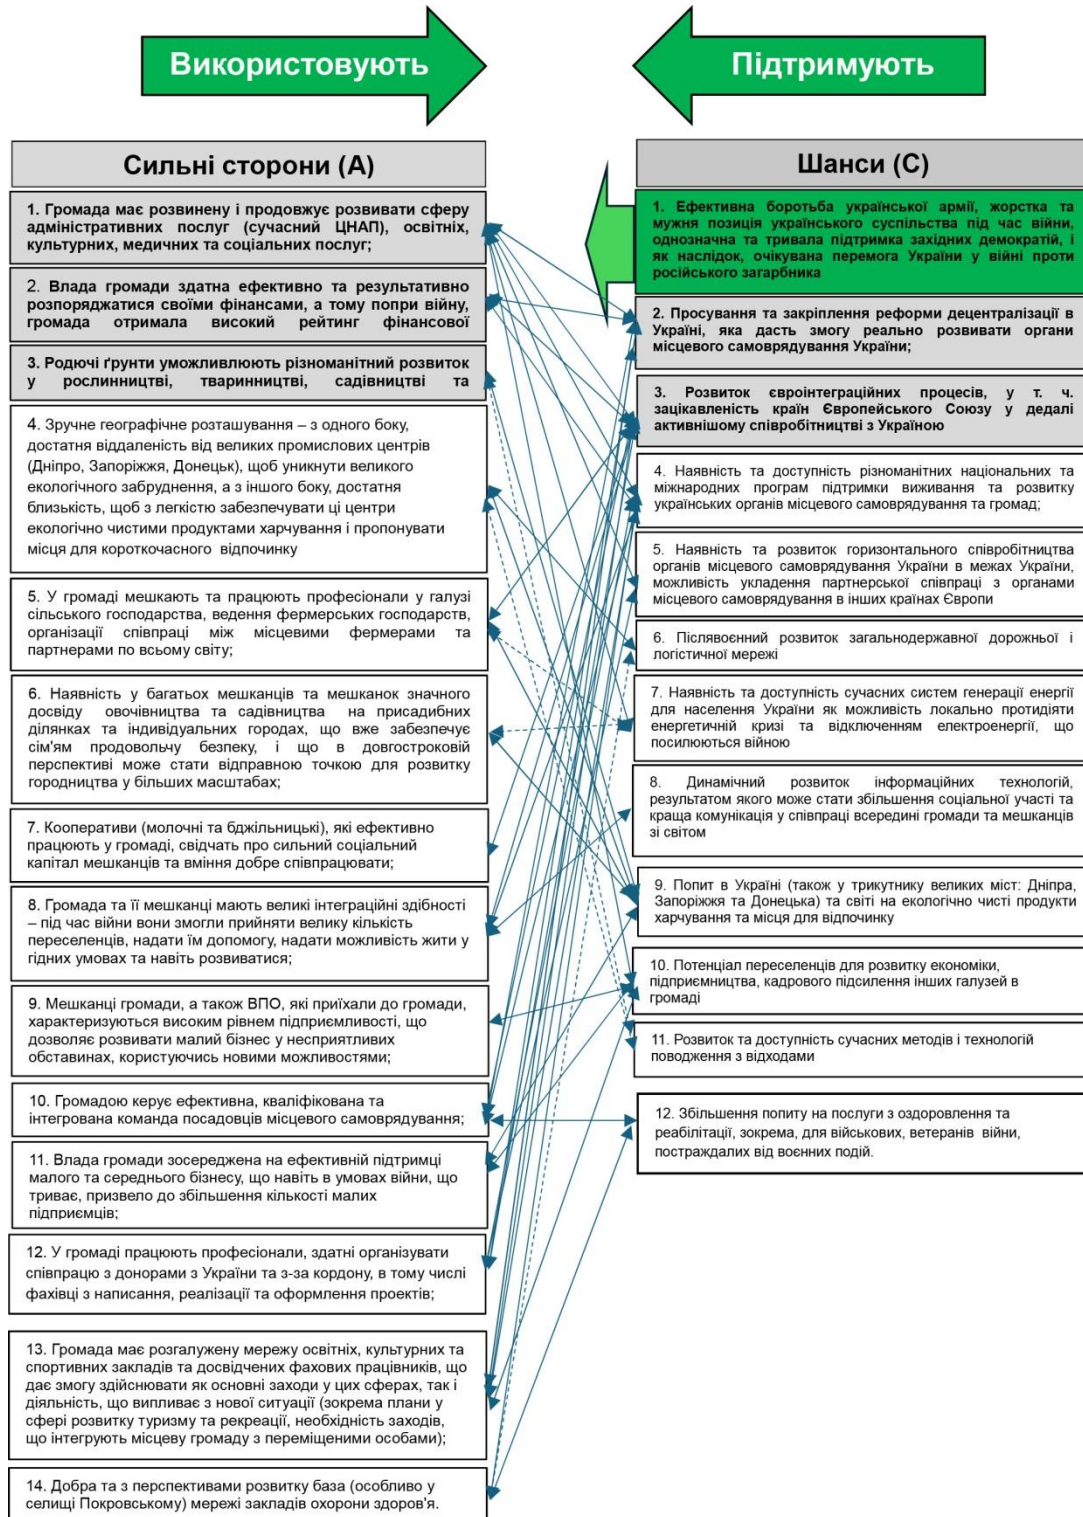 Використовують
Підтримують
Сильні сторони (А)
1. Громада має розвинену і продовжує розвивати сферу
адміністративних послуг (сучасний ЦНАП), освітніх,
культурних, медичних та соціальних послуг;
2. Влада громади здатна ефективно та результативно
розпоряджатися своїми фінансами, а тому попри війну,
громада отримала високий рейтинг фінансової
3. Родючі ґрунти уможливлюють різноманітний розвиток
у рослинництві, тваринництві, садівництві та
4. Зручне географічне розташування – з одного боку,
достатня віддаленість від великих промислових центрів
(Дніпро, Запоріжжя, Донецьк), щоб уникнути великого
екологічного забруднення, а з іншого боку, достатня
близькість, щоб з легкістю забезпечувати ці центри
екологічно чистими продуктами харчування і пропонувати
місця для короткочасного відпочинку
5. У громаді мешкають та працюють професіонали у галузі
сільського господарства, ведення фермерських господарств,
організації співпраці між місцевими фермерами та
партнерами по всьому світу;
6. Наявність у багатьох мешканців та мешканок значного
досвіду овочівництва та садівництва на присадибних
ділянках та індивідуальних городах, що вже забезпечує
сім'ям продовольчу безпеку, і що в довгостроковій
перспективі може стати відправною точкою для розвитку
городництва у більших масштабах;
7. Кооперативи (молочні та бджільницькі), які ефективно
працюють у громаді, свідчать про сильний соціальний
капітал мешканців та вміння добре співпрацювати;
8. Громада та її мешканці мають великі інтеграційні здібності
– під час війни вони змогли прийняти велику кількість
переселенців, надати їм допомогу, надати можливість жити у
гідних умовах та навіть розвиватися;
9. Мешканці громади, а також ВПО, які приїхали до громади,
характеризуються високим рівнем підприємливості, що
дозволяє розвивати малий бізнес у несприятливих
обставинах, користуючись новими можливостями;
10. Громадою керує ефективна, кваліфікована та
інтегрована команда посадовців місцевого самоврядування;
11. Влада громади зосереджена на ефективній підтримці
малого та середнього бізнесу, що навіть в умовах війни, що
триває, призвело до збільшення кількості малих
підприємців;
12. У громаді працюють професіонали, здатні організувати
співпрацю з донорами з України та з-за кордону, в тому числі
фахівці з написання, реалізації та оформлення проектів;
13. Громада має розгалужену мережу освітніх, культурних та
спортивних закладів та досвідчених фахових працівників, що
дає змогу здійснювати як основні заходи у цих сферах, так і
діяльність, що випливає з нової ситуації (зокрема плани у
сфері розвитку туризму та рекреації, необхідність заходів,
що інтегрують місцеву громаду з переміщеними особами);
14. Добра та з перспективами розвитку база (особливо у
селищі Покровському) мережі закладів охорони здоров'я.
Шанси (С)
1. Ефективна боротьба української армії, жорстка та
мужня позиція українського суспільства під час війни,
однозначна та тривала підтримка західних демократій, і
як наслідок, очікувана перемога України у війні проти
російського загарбника
2. Просування та закріплення реформи децентралізації в
Україні, яка дасть змогу реально розвивати органи
місцевого самоврядування України;
3. Розвиток євроінтеграційних процесів, у т. ч.
зацікавленість країн Європейського Союзу у дедалі
активнішому співробітництві з Україною
4. Наявність та доступність різноманітних національних та
міжнародних програм підтримки виживання та розвитку
українських органів місцевого самоврядування та громад;
5. Наявність та розвиток горизонтального співробітництва
органів місцевого самоврядування України в межах України,
можливість укладення партнерської співпраці з органами
місцевого самоврядування в інших країнах Європи
6. Післявоєнний розвиток загальнодержавної дорожньої і
логістичної мережі
7. Наявність та доступність сучасних систем генерації енергії
для населення України як можливість локально протидіяти
енергетичній кризі та відключенням електроенергії, що
посилюються війною
8. Динамічний розвиток інформаційних технологій,
результатом якого може стати збільшення соціальної участі та
краща комунікація у співпраці всередині громади та мешканців
зі світом
9. Попит в Україні (також у трикутнику великих міст: Дніпра,
Запоріжжя та Донецька) та світі на екологічно чисті продукти
харчування та місця для відпочинку
10. Потенціал переселенців для розвитку економіки,
підприємництва, кадрового підсилення інших галузей в
громаді
11. Розвиток та доступність сучасних методів і технологій
поводження з відходами
12. Збільшення попиту на послуги з оздоровлення та
реабілітації, зокрема, для військових, ветеранів війни,
постраждалих від воєнних подій.